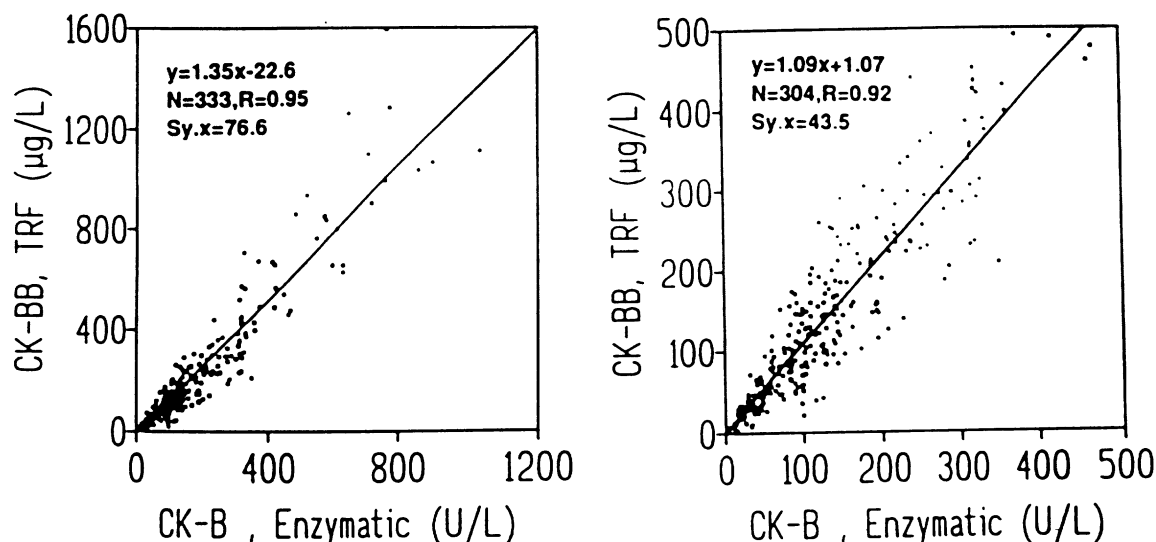 1600
1200
800
400
0
CK-BB, TRF (µg/L)
y=1.35x-22.6
N=333,R=0.95
Sy.x=76.6
0 400 800 1200
CK-B , Enzymatic (U/L)
500
400
300
200
100
0
CK-BB, TRF (µg/L)
y=1.09x+1.07
N=304,R=0.92
Sy.x=43.5
0 100 200 300 400 500
CK-B , Enzymatic (U/L)